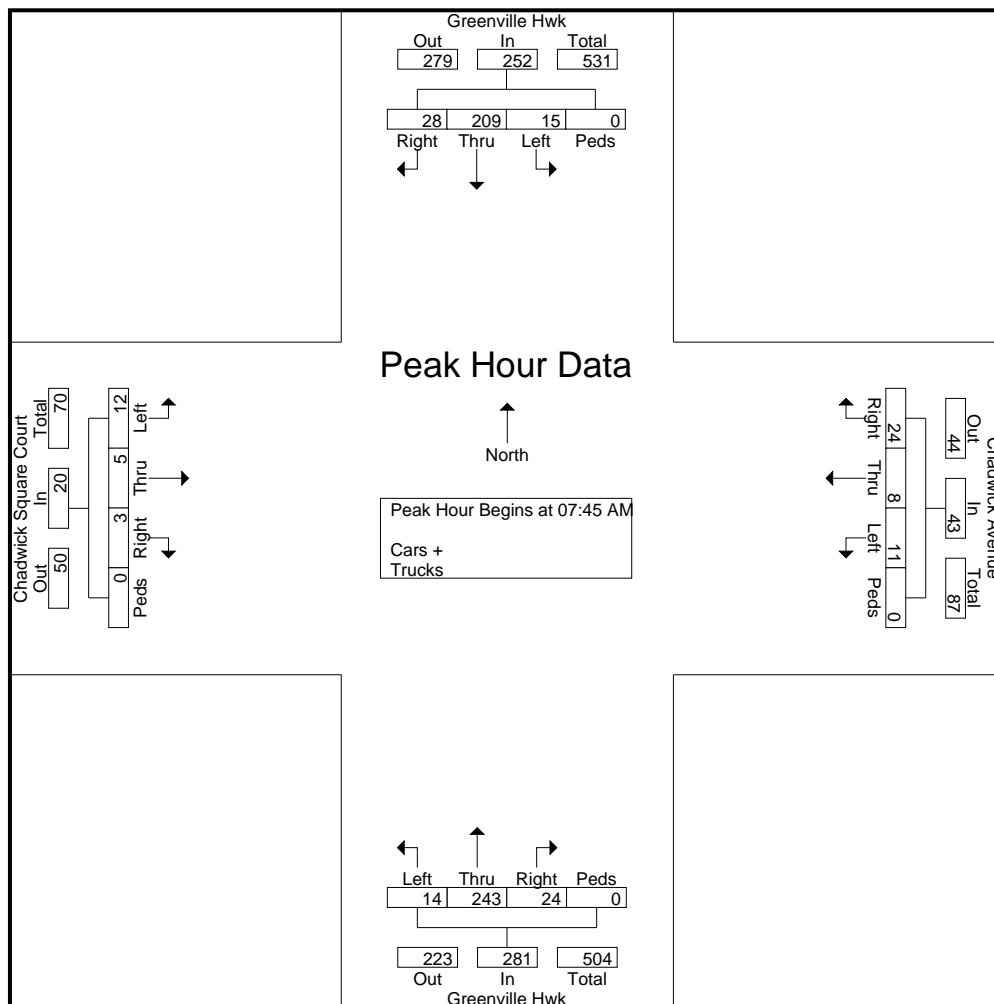 Greenville Hwk
Out In Total
279 252 531
28 209 15 0
Right Thru Left Peds
Peak Hour Data
North
Peak Hour Begins at 07:45 AM
Cars +
Trucks
Chadwick Square Court
Total In Out
70 20 50
12 5 3 0
Left Thru Right Peds
Right Thru Left Peds
24 8 11 0
Out In Total
44 43 87
Chadwick Avenue
Left Thru Right Peds
14 243 24 0
223 281 504
Out In Total
Greenville Hwk